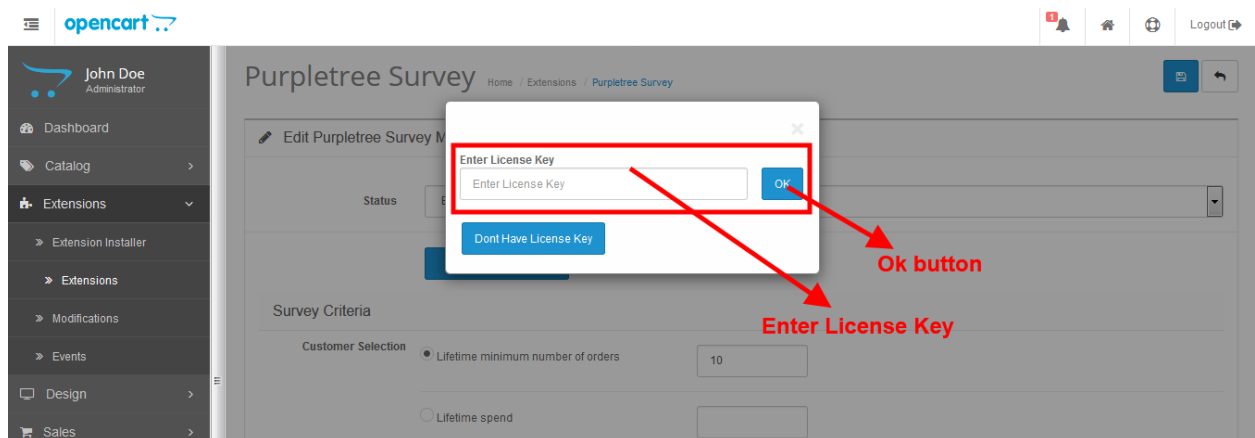 opencart
1
Logout
John Doe
Administrator
Purpletree Survey
Home / Extensions / Purpletree Survey
Dashboard
Catalog
Extensions
Extension Installer
Extensions
Modifications
Events
Design
Sales
Edit Purpletree Survey M
Status
Enter License Key
Enter License Key
OK
Dont Have License Key
Ok button
Enter License Key
Survey Criteria
Customer Selection
Lifetime minimum number of orders
10
Lifetime spend